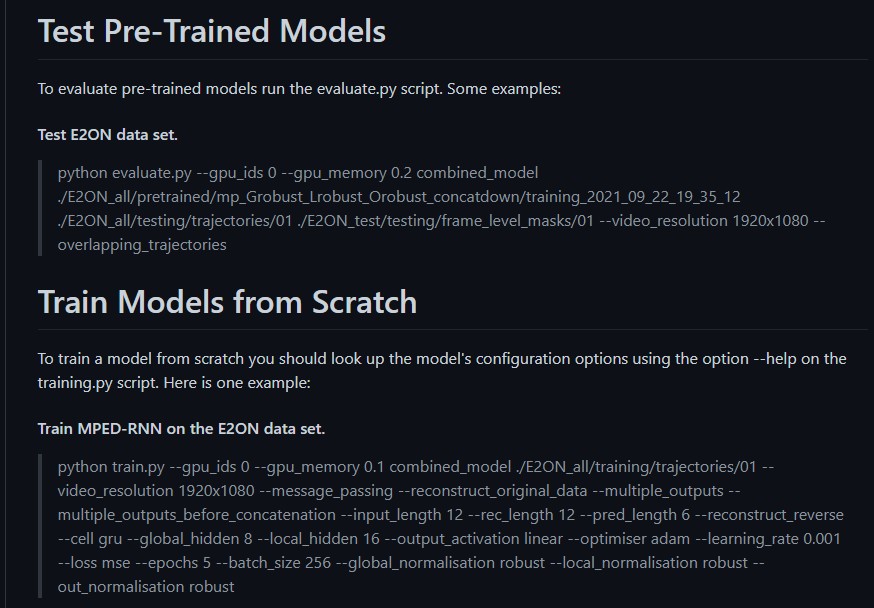 Test Pre-Trained Models
To evaluate pre-trained models run the evaluate.py script. Some examples:
Test E2ON data set.
python evaluate.py --gpu_ids 0 --gpu_memory 0.2 combined_model
./E2ON_all/pretrained/mp_Grobust_Lrobust_Orobust_concatdown/training_2021_09_22_19_35_12
./E2ON_all/testing/trajectories/01 ./E2ON_test/testing/frame_level_masks/01 --video_resolution 1920x1080 --
overlapping_trajectories
Train Models from Scratch
To train a model from scratch you should look up the model's configuration options using the option --help on the
training.py script. Here is one example:
Train MPED-RNN on the E2ON data set.
python train.py --gpu_ids 0 --gpu_memory 0.1 combined_model ./E2ON_all/training/trajectories/01 --
video_resolution 1920x1080 --message_passing --reconstruct_original_data --multiple_outputs --
multiple_outputs_before_concatenation --input_length 12 --rec_length 12 --pred_length 6 --reconstruct_reverse
--cell gru --global_hidden 8 --local_hidden 16 --output_activation linear --optimiser adam --learning_rate 0.001
--loss mse --epochs 5 --batch_size 256 --global_normalisation robust --local_normalisation robust --
out_normalisation robust